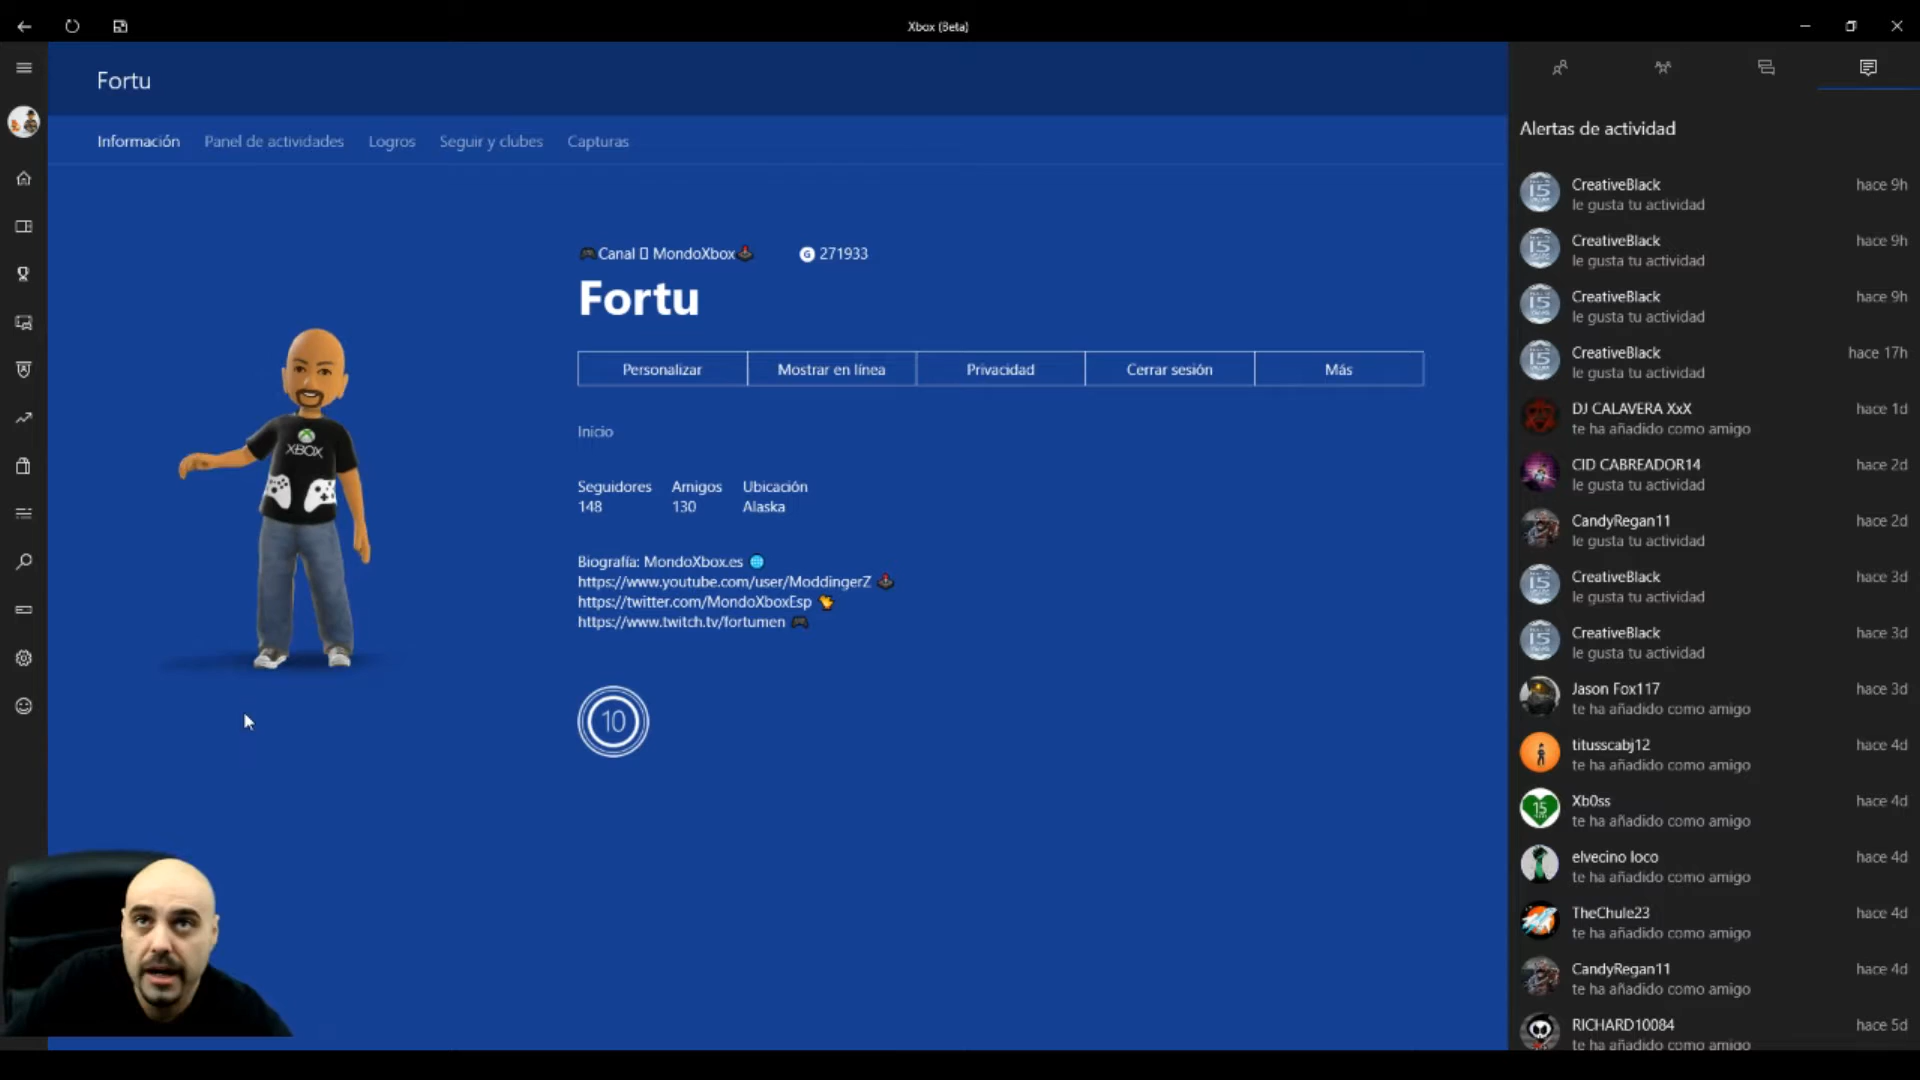 Xbox (Beta)
Fortu
Información
Panel de actividades
Logros
Seguir y clubes
Capturas
Canal MondoXbox
G 271933
Fortu
Personalizar
Mostrar en línea
Privacidad
Cerrar sesión
Más
Inicio
Seguidores Amigos Ubicación
148 130 Alaska
Biografía: MondoXbox.es
https://www.youtube.com/user/ModdingerZ
https://twitter.com/MondoXboxEsp
https://www.twitch.tv/fortumen
10
XBOX
Alertas de actividad
CreativeBlack hace 9h
le gusta tu actividad
CreativeBlack hace 9h
le gusta tu actividad
CreativeBlack hace 9h
le gusta tu actividad
CreativeBlack hace 17h
le gusta tu actividad
DJ CALAVERA XxX hace 1d
te ha añadido como amigo
CID CABREADOR14 hace 2d
le gusta tu actividad
CandyRegan11 hace 2d
le gusta tu actividad
CreativeBlack hace 3d
le gusta tu actividad
CreativeBlack hace 3d
le gusta tu actividad
Jason Fox117 hace 3d
te ha añadido como amigo
titusscabj12 hace 4d
te ha añadido como amigo
Xb0ss hace 4d
te ha añadido como amigo
elvecino loco hace 4d
te ha añadido como amigo
TheChule23 hace 4d
te ha añadido como amigo
CandyRegan11 hace 4d
te ha añadido como amigo
RICHARD10084 hace 5d
te ha añadido como amigo